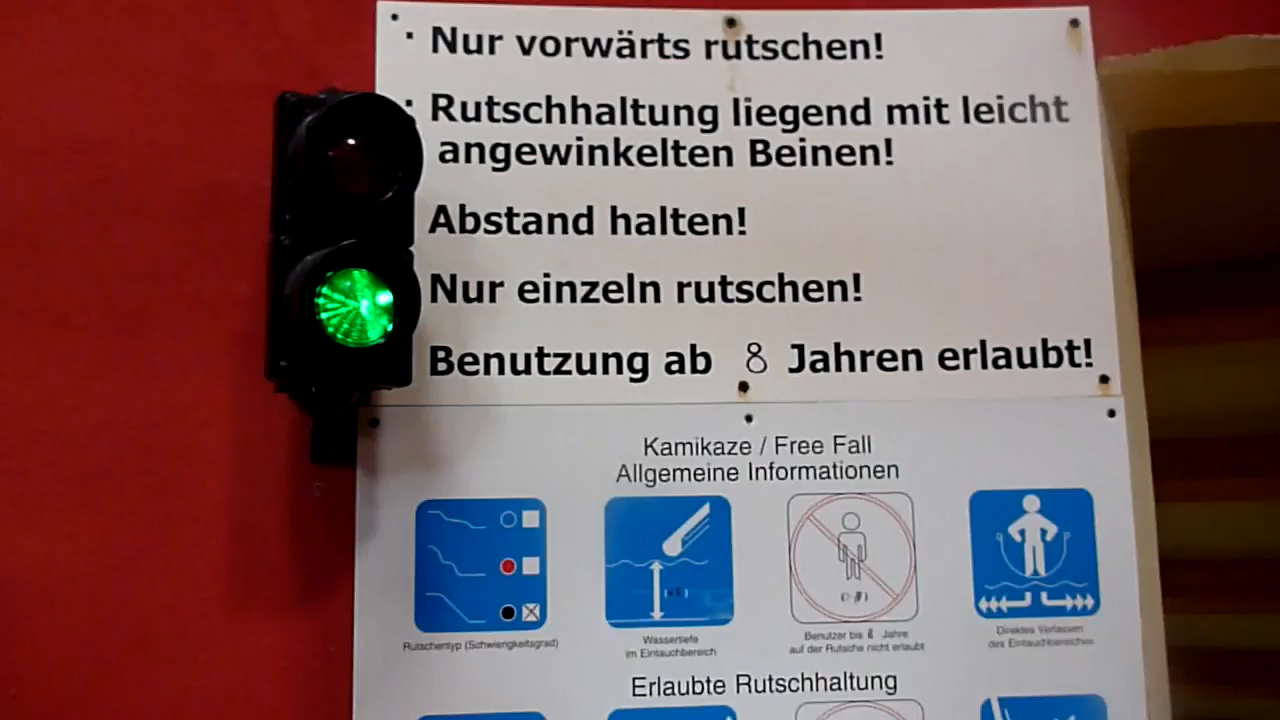 · Nur vorwärts rutschen!
· Rutschhaltung liegend mit leicht
angewinkelten Beinen!
Abstand halten!
Nur einzeln rutschen!
Benutzung ab 8 Jahren erlaubt!
Kamikaze / Free Fall
Allgemeine Informationen
Rutschentyp (Schwierigkeitsgrad)
Wassertiefe
im Eintauchbereich
Benutzer bis 8 Jahre
auf der Rutsche nicht erlaubt
Direktes Verlassen
des Eintauchbereiches
Erlaubte Rutschhaltung